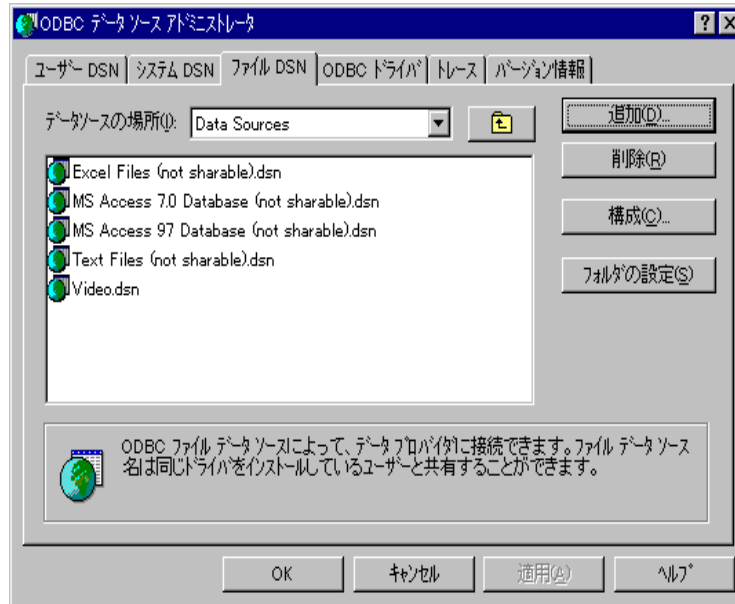 ODBC データ ソース アドミニストレータ
ユーザー DSN システム DSN ファイル DSN ODBC ドライバ トレース バージョン情報
データソースの場所(I): Data Sources
追加(D)...
Excel Files (not sharable).dsn
削除(R)
MS Access 7.0 Database (not sharable).dsn
MS Access 97 Database (not sharable).dsn
構成(C)...
Text Files (not sharable).dsn
フォルダの設定(S)
Video.dsn
ODBC ファイル データ ソースによって、データ プロバイダに接続できます。ファイル データ ソース
名は同じドライバをインストールしているユーザーと共有することができます。
OK キャンセル 適用(A) ヘルプ